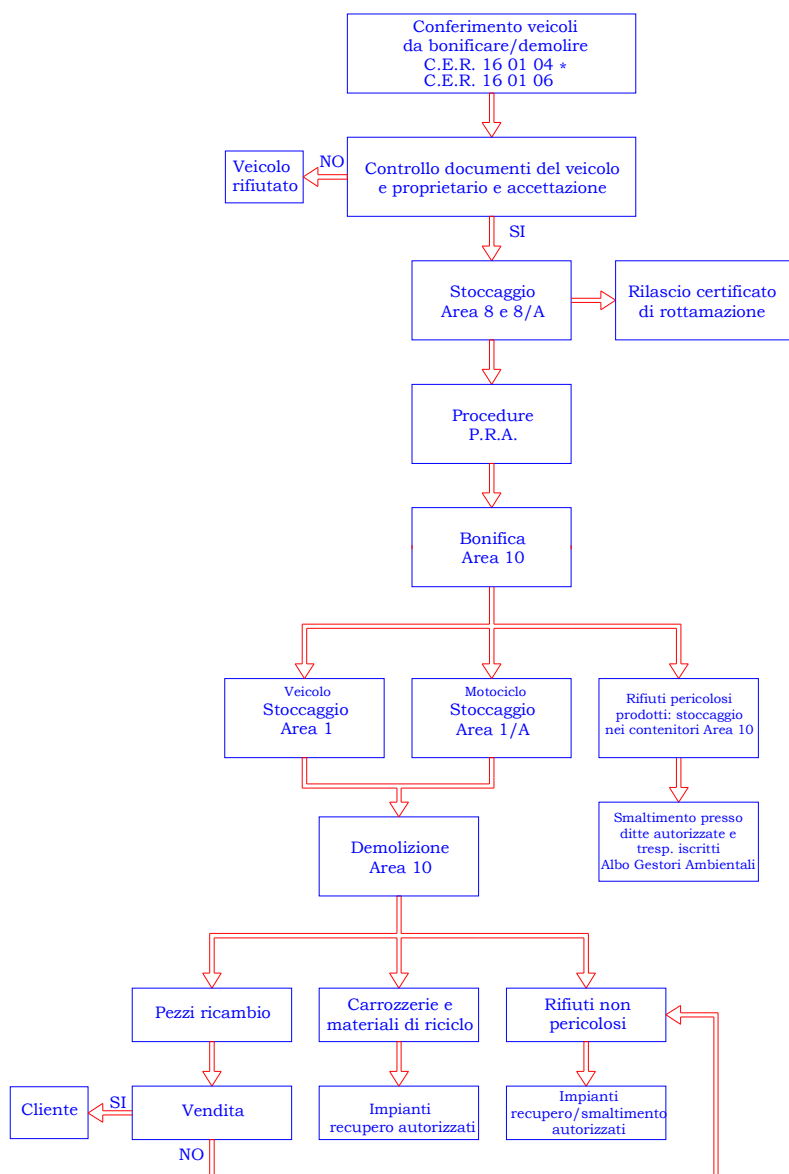 Conferimento veicoli
da bonificare/demolire
C.E.R. 16 01 04 *
C.E.R. 16 01 06
Veicolo
rifiutato
NO
Controllo documenti del veicolo
e proprietario e accettazione
SI
Stoccaggio
Area 8 e 8/A
Rilascio certificato
di rottamazione
Procedure
P.R.A.
Bonifica
Area 10
Veicolo
Stoccaggio
Area 1
Motociclo
Stoccaggio
Area 1/A
Rifiuti pericolosi
prodotti: stoccaggio
nei contenitori Area 10
Smaltimento presso
ditte autorizzate e
tresp. iscritti
Albo Gestori Ambientali
Demolizione
Area 10
Pezzi ricambio
Carrozzerie e
materiali di riciclo
Rifiuti non
pericolosi
Cliente
SI
Vendita
Impianti
recupero autorizzati
Impianti
recupero/smaltimento
autorizzati
NO